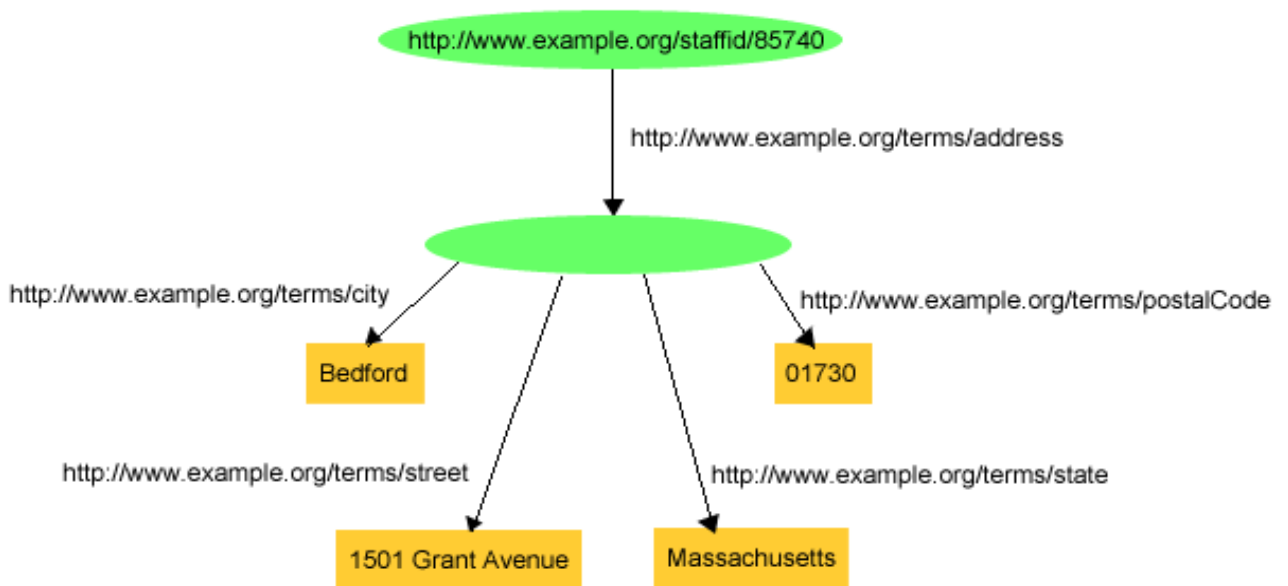 http://www.example.org/staffid/85740
http://www.example.org/terms/address
http://www.example.org/terms/city
http://www.example.org/terms/postalCode
Bedford
01730
http://www.example.org/terms/street
http://www.example.org/terms/state
1501 Grant Avenue
Massachusetts